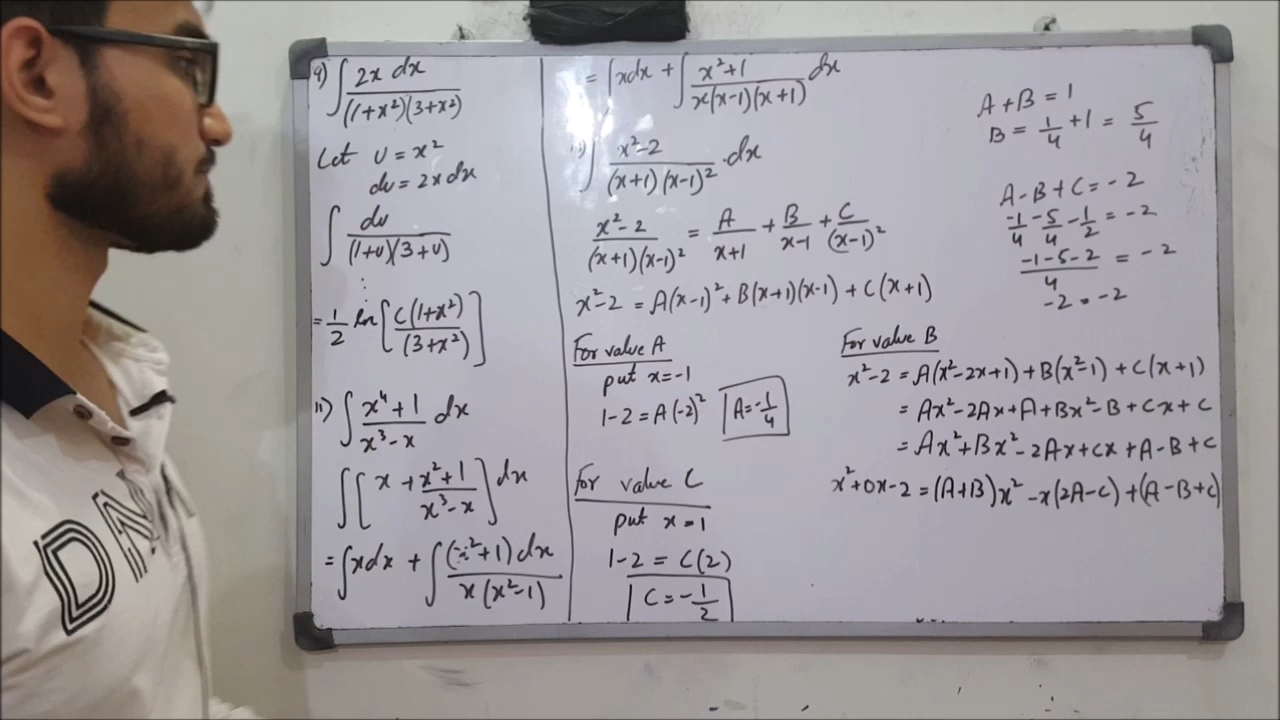 9) ∫ 2x dx / (1+x²)(3+x²)
Let U = x²
du = 2x dx
∫ du / (1+u)(3+u)
⋮
= 1/2 ln [ C(1+x²) / (3+x²) ]
11) ∫ x⁴+1 / x³-x dx
∫ [ x + x²+1 / x³-x ] dx
= ∫ x dx + ∫ (x²+1) dx / x(x²-1)
= ∫ x dx + ∫ x²+1 / x(x-1)(x+1) dx
) ∫ x²-2 / (x+1)(x-1)² · dx
x²-2 / (x+1)(x-1)² = A / x+1 + B / x-1 + C / (x-1)²
x²-2 = A(x-1)² + B(x+1)(x-1) + C(x+1)
For value A
put x=-1
1-2 = A(-2)²
A = -1/4
For value C
put x=1
1-2 = C(2)
C = -1/2
A+B = 1
B = 1/4 + 1 = 5/4
A-B+C = -2
-1/4 - 5/4 - 1/2 = -2
-1-5-2 / 4 = -2
-2 = -2
For value B
x²-2 = A(x²-2x+1) + B(x²-1) + C(x+1)
= Ax²-2Ax+A+Bx²-B+Cx+C
= Ax²+Bx²-2Ax+Cx+A-B+C
x²+0x-2 = (A+B)x² -x(2A-C) + (A-B+C)